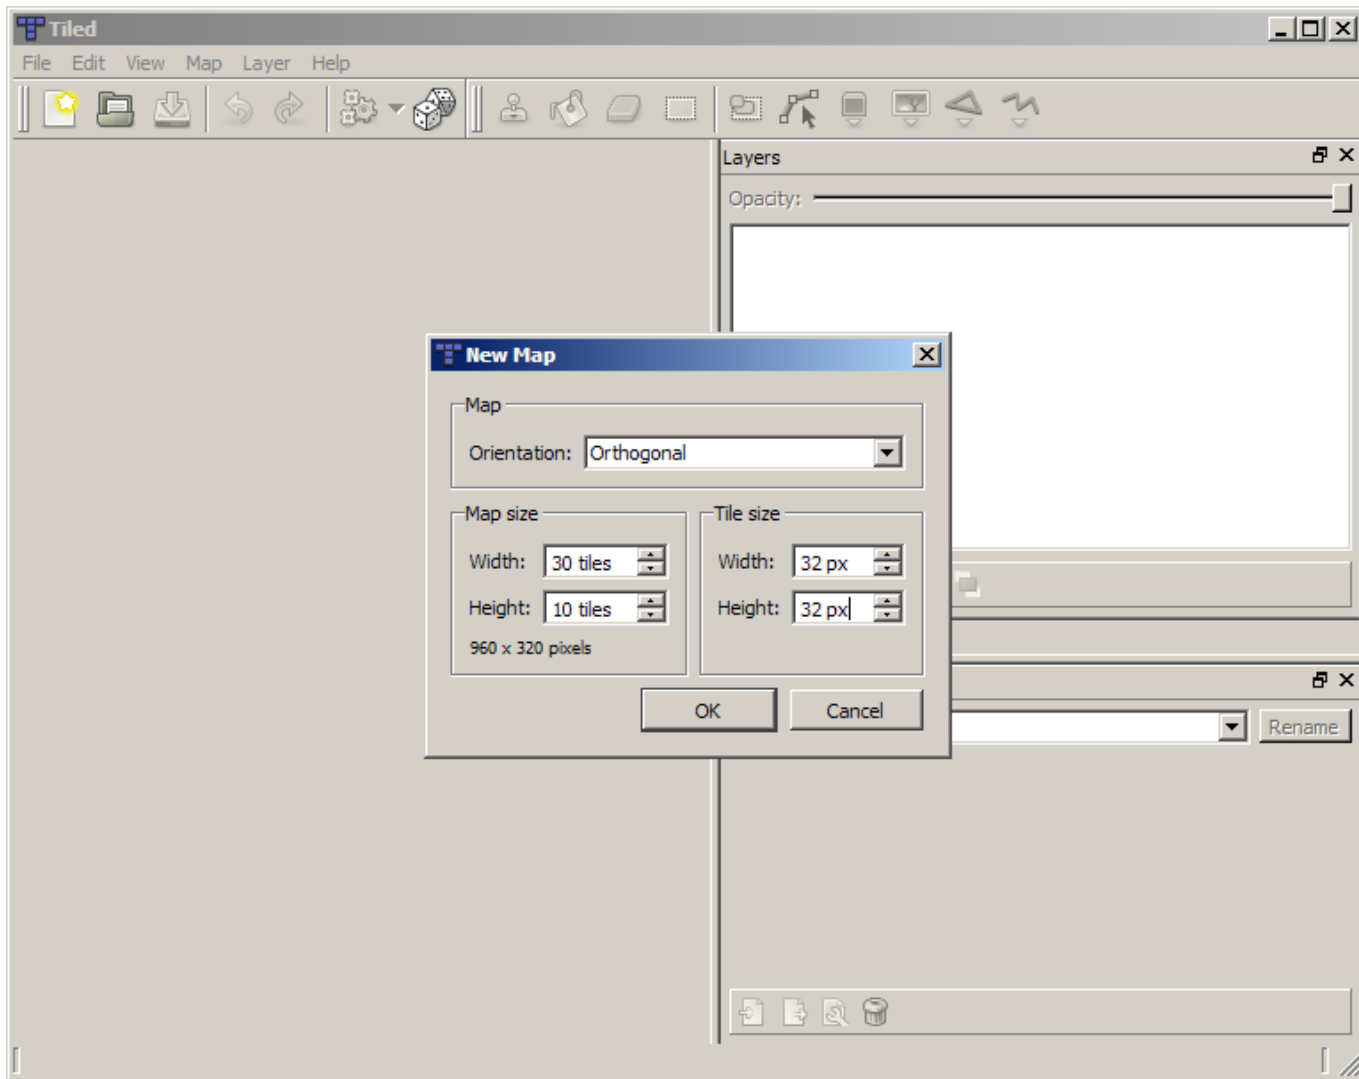 Tiled
File Edit View Map Layer Help
Layers
Opacity:
New Map
Map
Orientation: Orthogonal
Map size
Width: 30 tiles
Height: 10 tiles
960 x 320 pixels
Tile size
Width: 32 px
Height: 32 px
OK Cancel
Rename